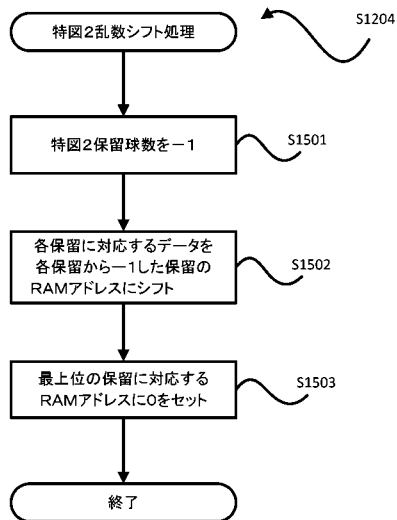 特図2乱数シフト処理
S1204
特図2保留球数を－1
S1501
各保留に対応するデータを
各保留から－1した保留の
RAMアドレスにシフト
S1502
最上位の保留に対応する
RAMアドレスに0をセット
S1503
終了